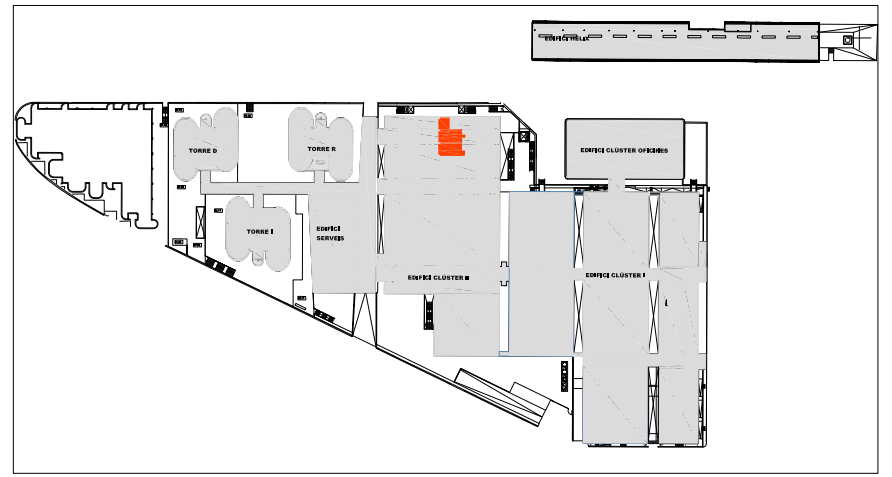 EDIFICI HELIX
TORRE D
TORRE R
EDIFICI CLÚSTER OFICINES
TORRE I
EDIFICI
SERVEIS
EDIFICI CLÚSTER II
EDIFICI CLÚSTER I